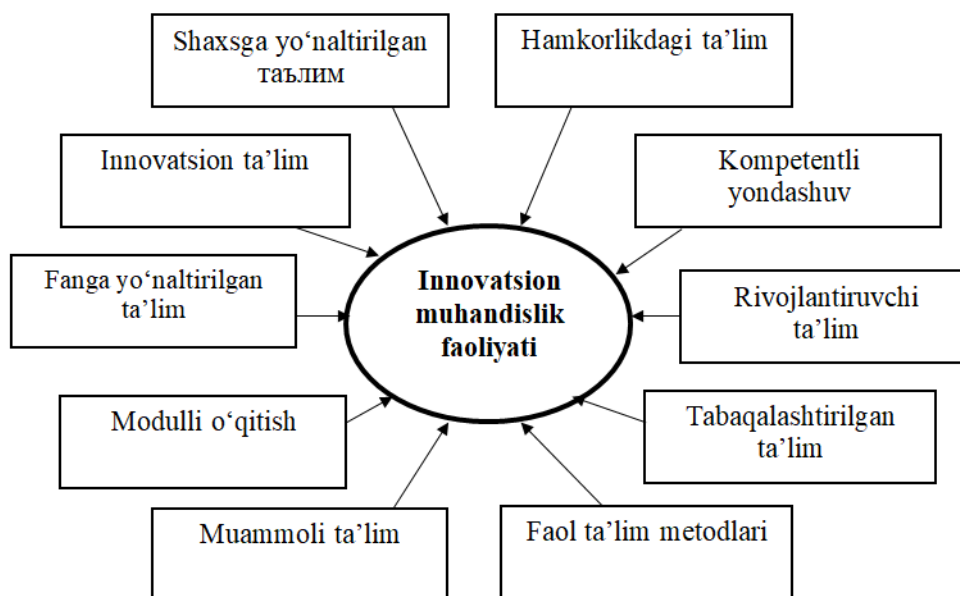 Shaxsga yo‘naltirilgan
таълим
Hamkorlikdagi ta’lim
Innovatsion ta’lim
Kompetentli
yondashuv
Fanga yo‘naltirilgan
ta’lim
Innovatsion
muhandislik
faoliyati
Rivojlantiruvchi
ta’lim
Modulli o‘qitish
Tabaqalashtirilgan
ta’lim
Muammoli ta’lim
Faol ta’lim metodlari